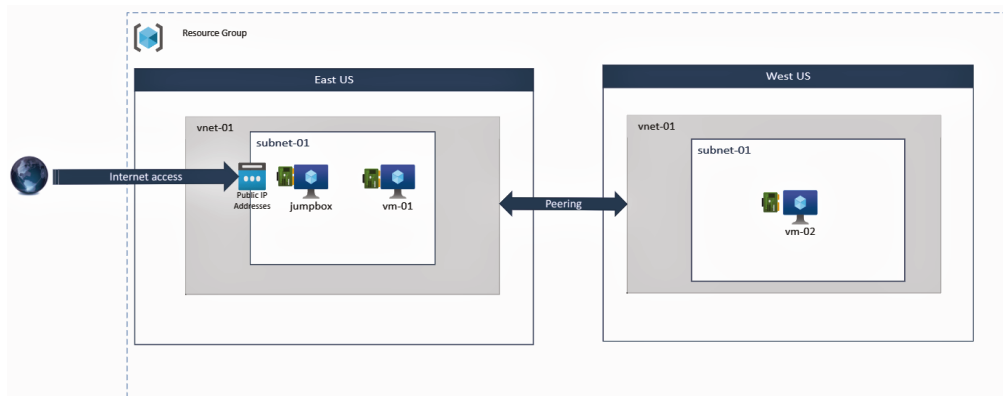 Resource Group
East US
West US
vnet-01
subnet-01
Internet access
Public IP
Addresses
jumpbox
vm-01
Peering
vnet-01
subnet-01
vm-02